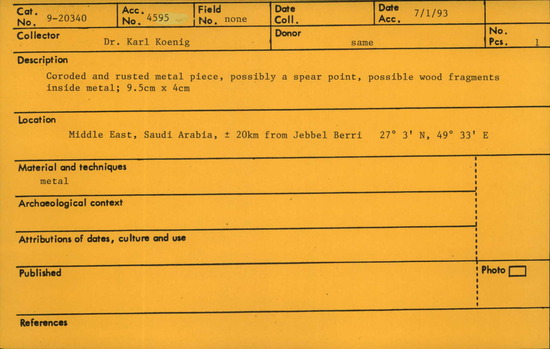 Cat. No. 9-20340 Acc. No. 4595 Field No. none Date Coll. Date Acc. 7/1/93
Collector Dr. Karl Koenig Donor same No. Pcs. 1
Description
Coroded and rusted metal piece, possibly a spear point, possible wood fragments
inside metal; 9.5cm x 4cm
Location
Middle East, Saudi Arabia, ± 20km from Jebbel Berri 27° 3' N, 49° 33' E
Material and techniques
metal
Archaeological context
Attributions of dates, culture and use
Published Photo
References